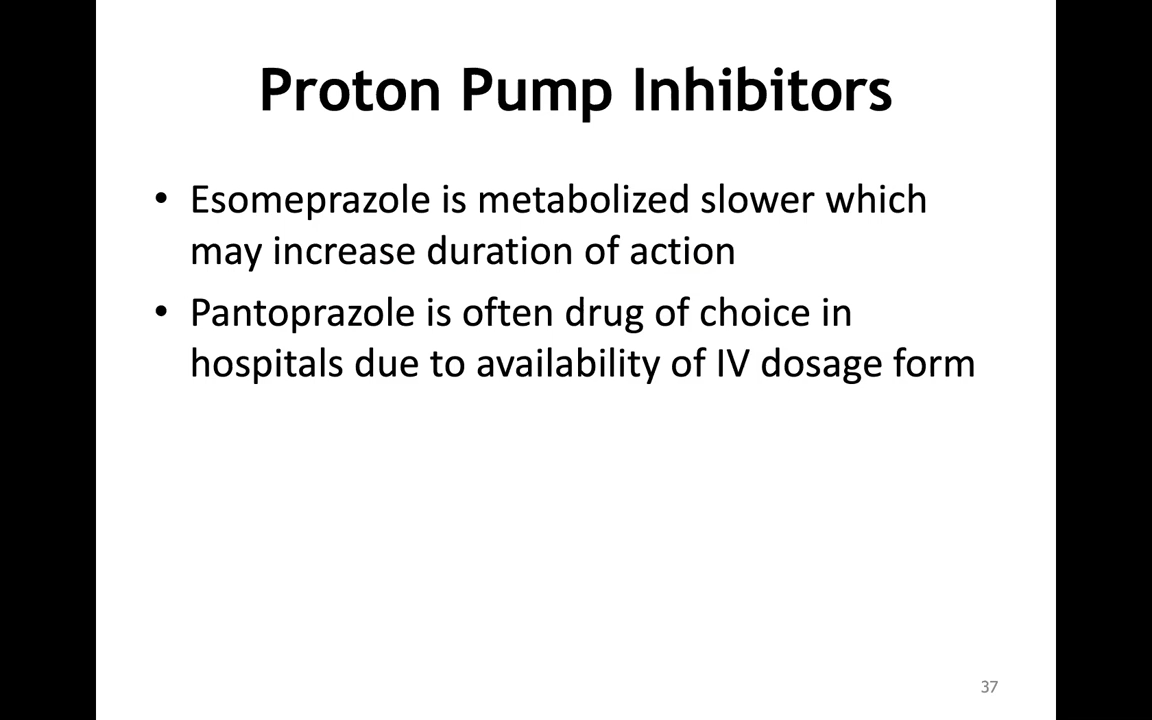 Proton Pump Inhibitors
• Esomeprazole is metabolized slower which
may increase duration of action
• Pantoprazole is often drug of choice in
hospitals due to availability of IV dosage form
37